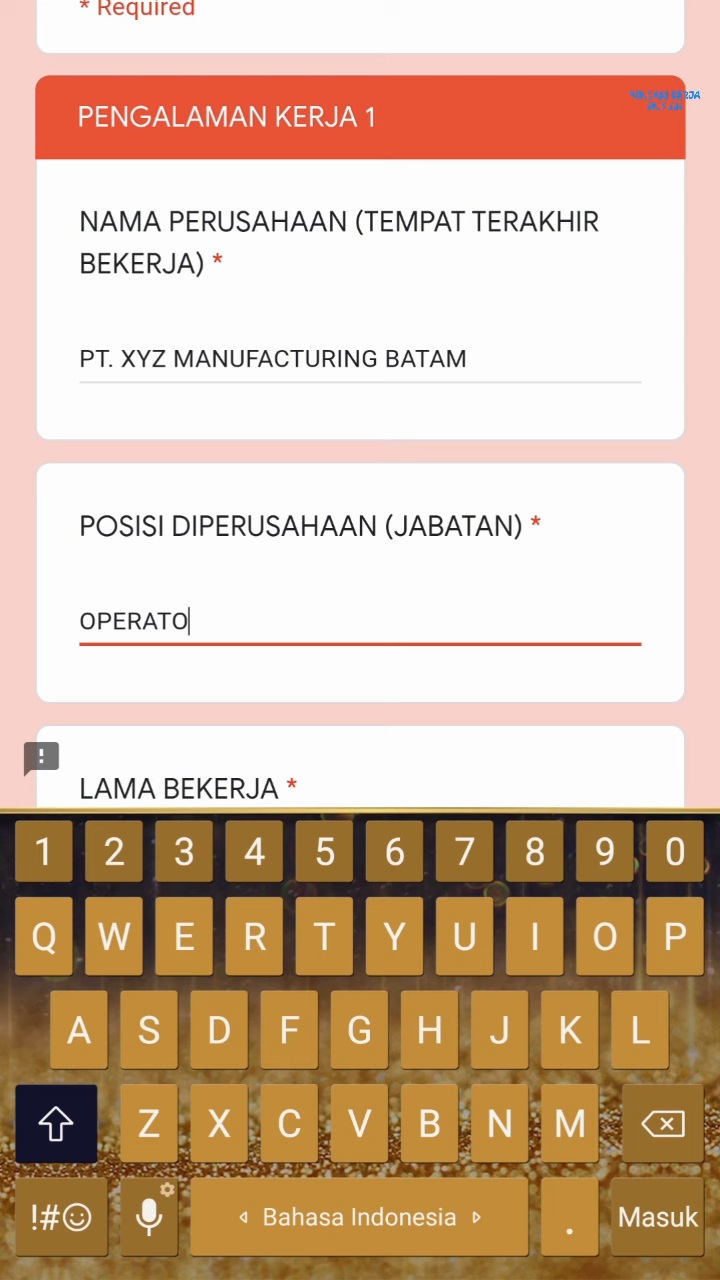 * Required
PENGALAMAN KERJA 1
NAMA PERUSAHAAN (TEMPAT TERAKHIR
BEKERJA) *
PT. XYZ MANUFACTURING BATAM
POSISI DIPERUSAHAAN (JABATAN) *
OPERATO
LAMA BEKERJA *
1 2 3 4 5 6 7 8 9 0
Q W E R T Y U I O P
A S D F G H J K L
Z X C V B N M
!#☺ Bahasa Indonesia . Masuk